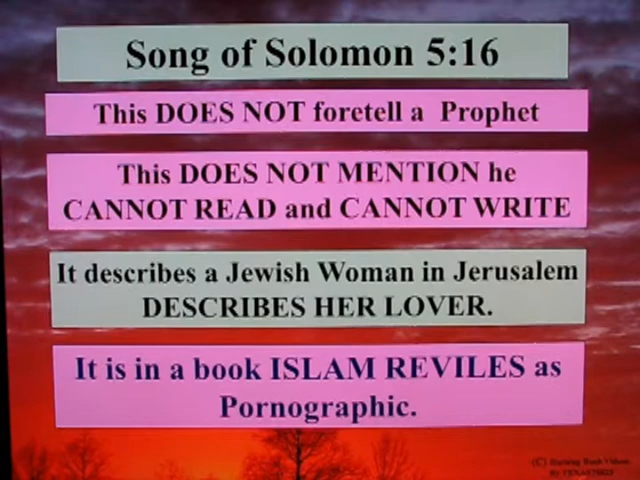 Song of Solomon 5:16
This DOES NOT foretell a Prophet
This DOES NOT MENTION he
CANNOT READ and CANNOT WRITE
It describes a Jewish Woman in Jerusalem
DESCRIBES HER LOVER.
It is in a book ISLAM REVILES as
Pornographic.
(C) Burning Bush Videos